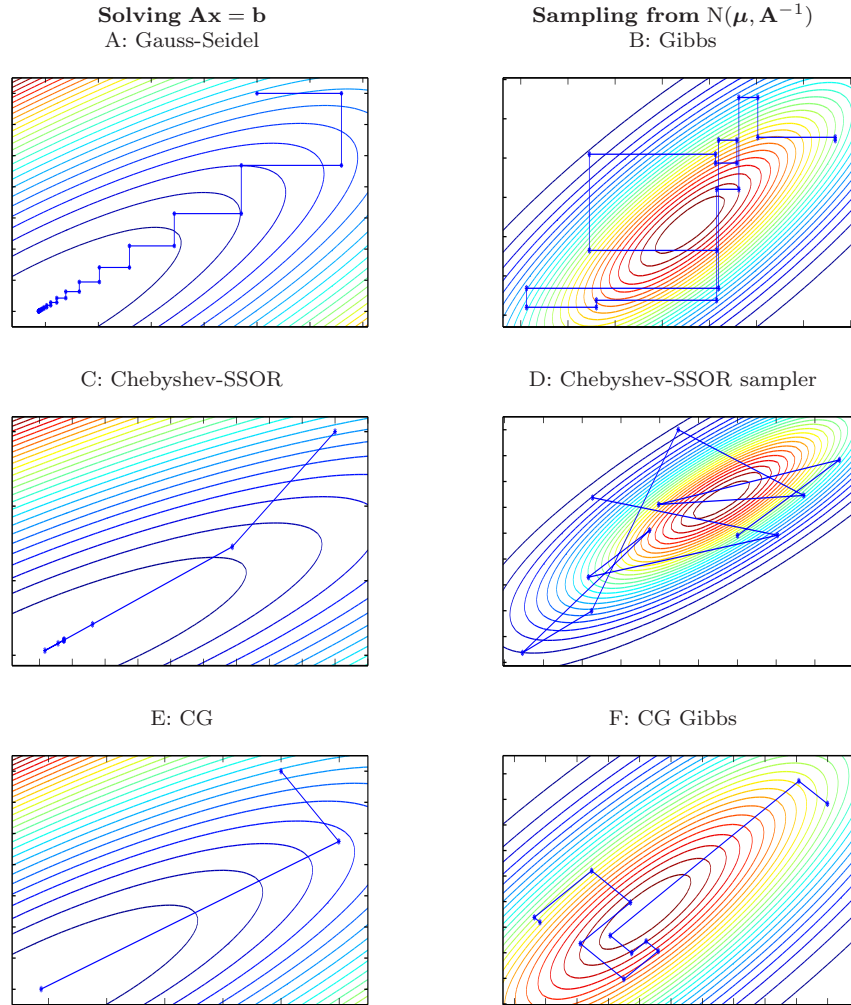 Solving Ax = b
Sampling from N(μ, A⁻¹)
A: Gauss-Seidel
B: Gibbs
C: Chebyshev-SSOR
D: Chebyshev-SSOR sampler
E: CG
F: CG Gibbs